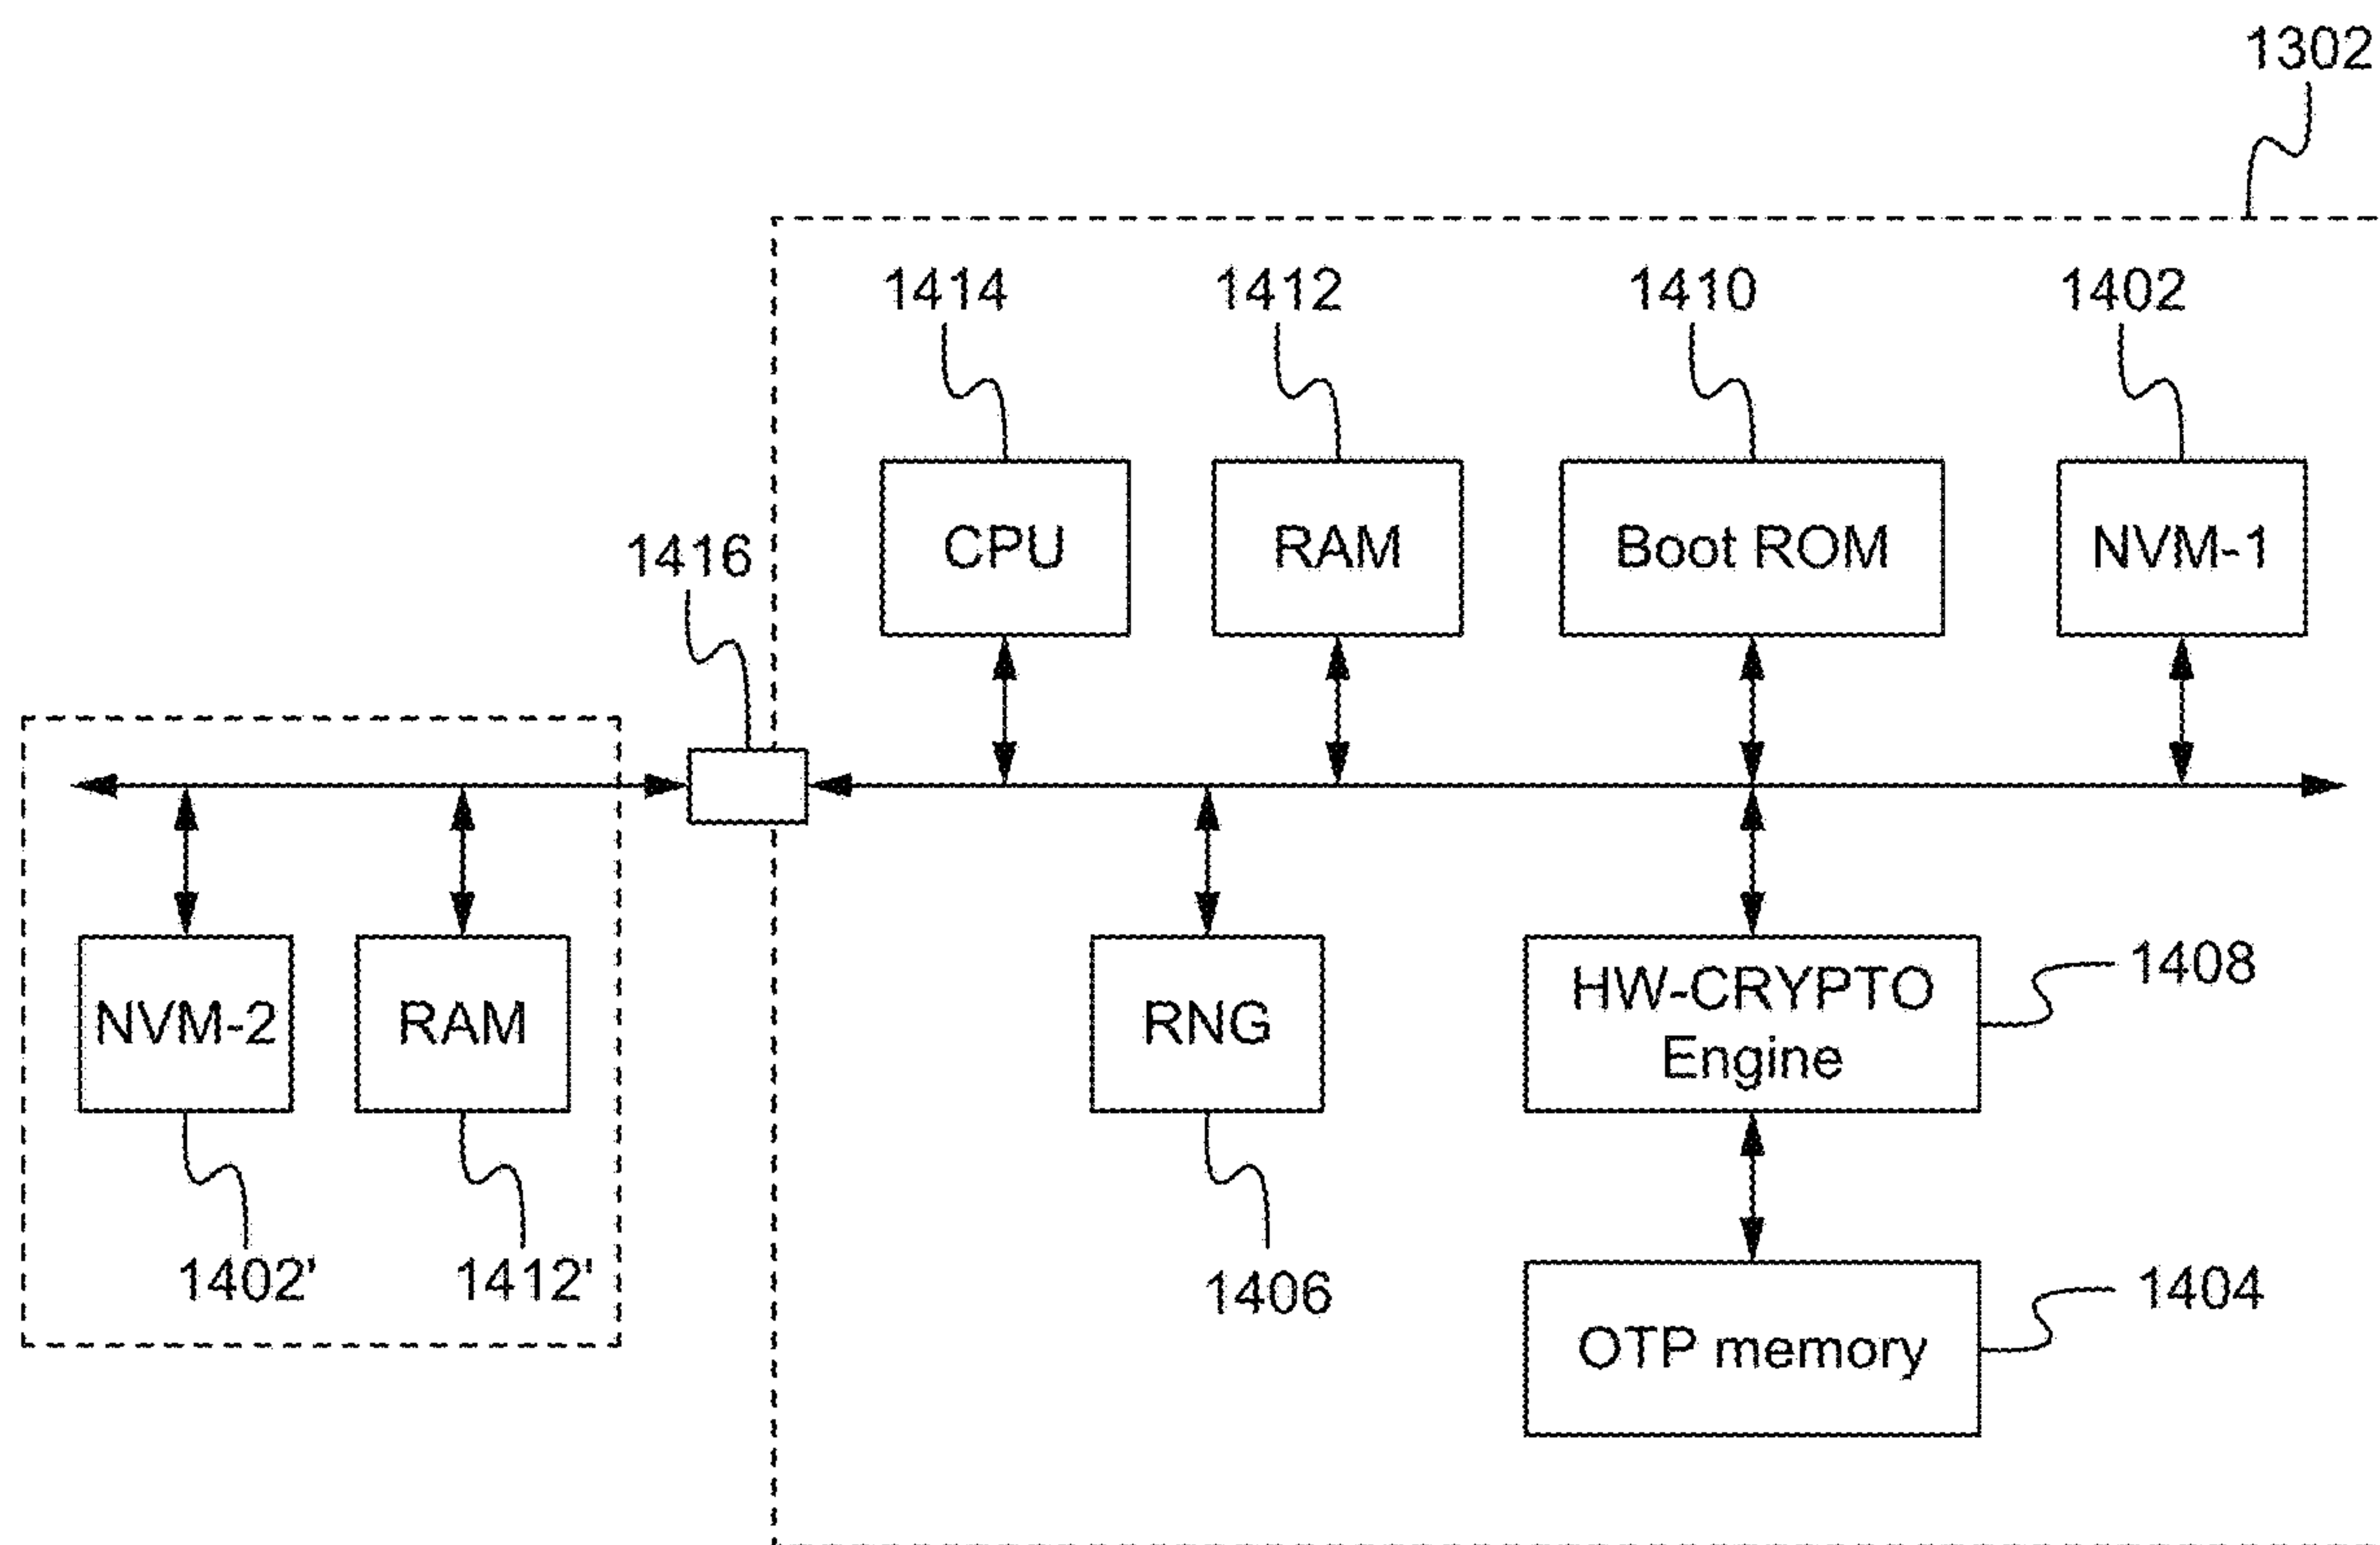 1302
1414
1412
1410
1402
1416
CPU
RAM
Boot ROM
NVM-1
NVM-2
RAM
RNG
HW-CRYPTO
Engine
1408
1402'
1412'
1406
OTP memory
1404